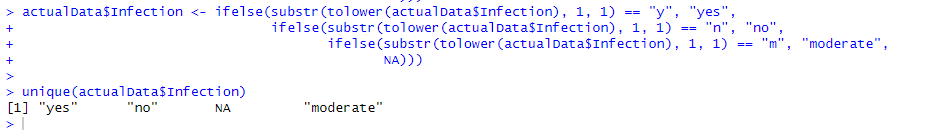 > actualData$Infection <- ifelse(substr(tolower(actualData$Infection), 1, 1) == "y", "yes",
+ ifelse(substr(tolower(actualData$Infection), 1, 1) == "n", "no",
+ ifelse(substr(tolower(actualData$Infection), 1, 1) == "m", "moderate",
+ NA)))
>
> unique(actualData$Infection)
[1] "yes" "no" NA "moderate"
>